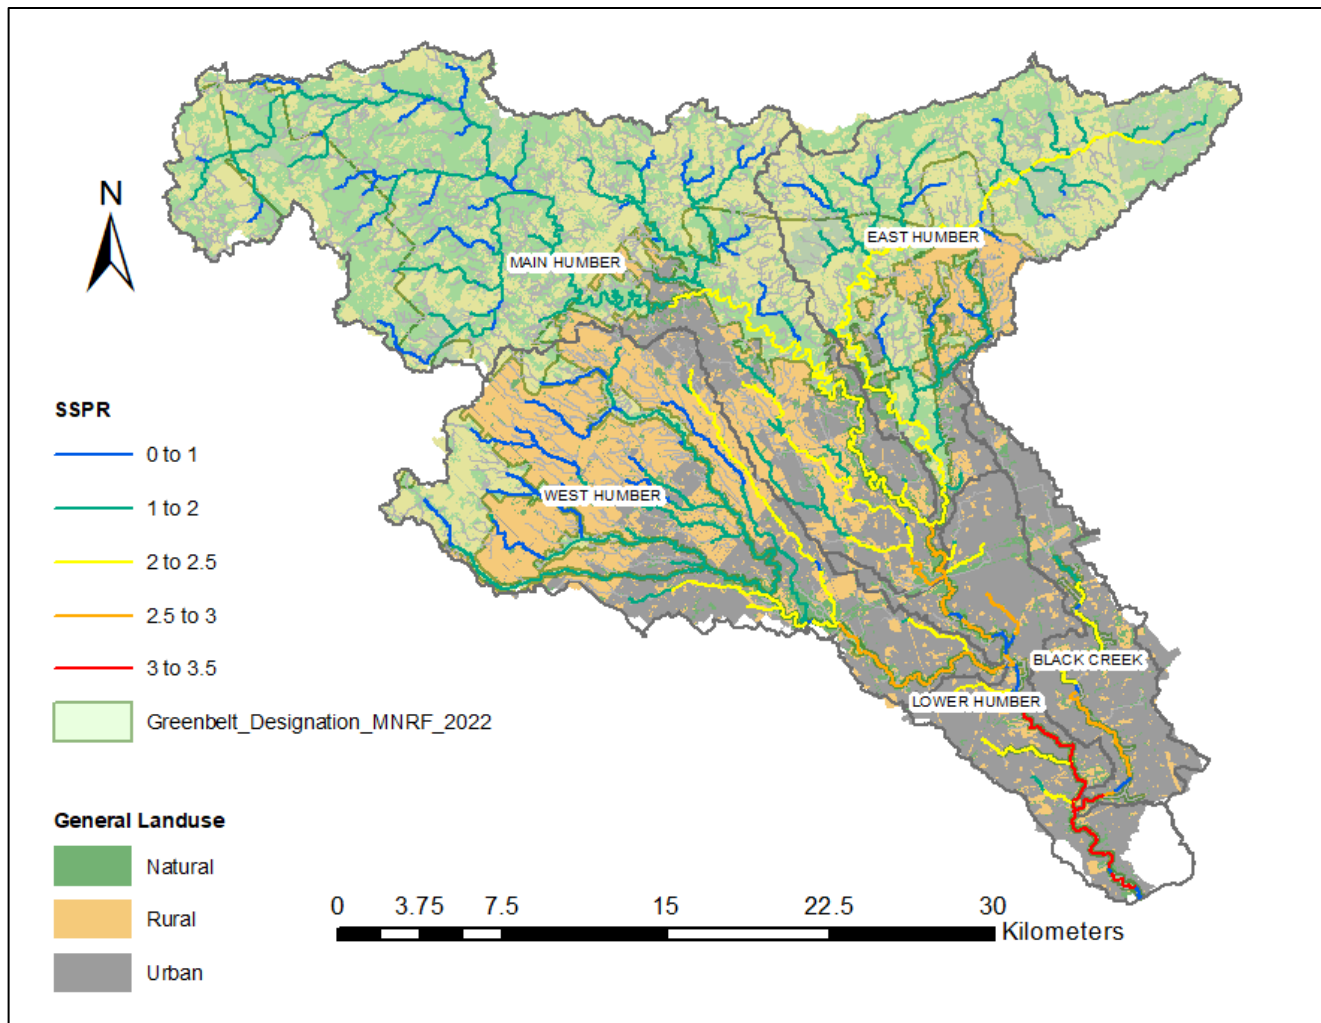 N
EAST HUMBER
MAIN HUMBER
SSPR
0 to 1
1 to 2
WEST HUMBER
2 to 2.5
2.5 to 3
3 to 3.5
BLACK CREEK
LOWER HUMBER
Greenbelt_Designation_MNRF_2022
General Landuse
Natural
Rural
Urban
0 3.75 7.5 15 22.5 30
Kilometers